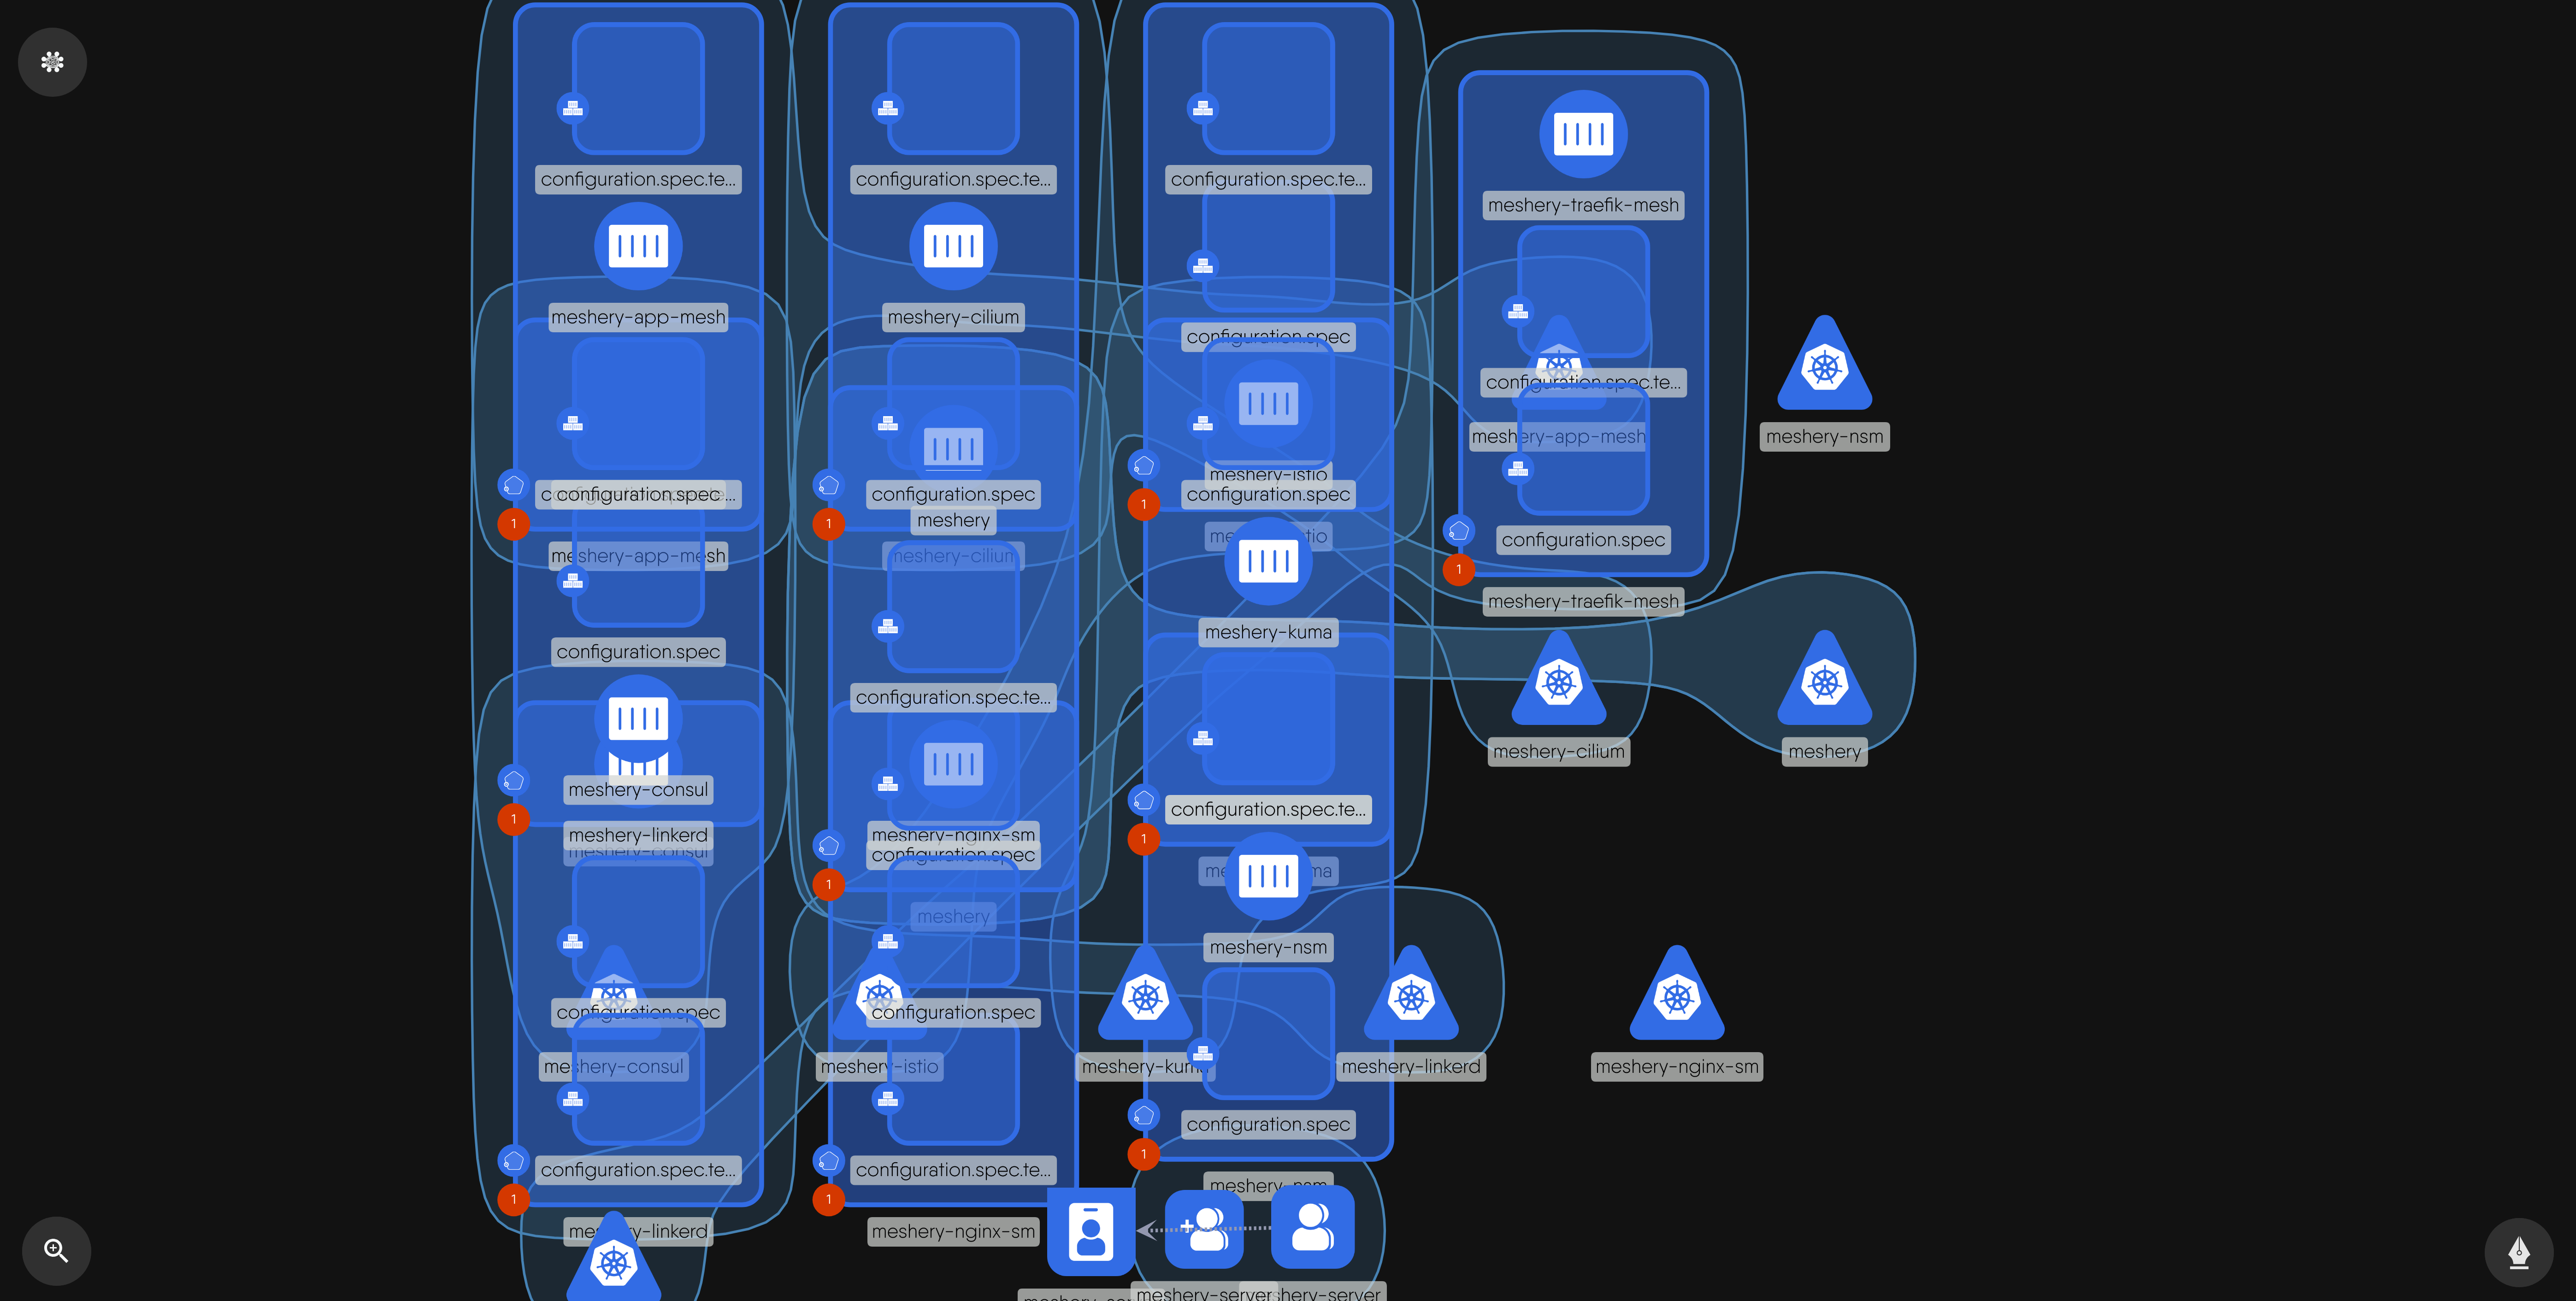 configuration.spec.te...
configuration.spec.te...
configuration.spec.te...
meshery-traefik-mesh
meshery-app-mesh
meshery-cilium
configuration.spec
configuration.spec.te...
meshery-app-mesh
meshery-nsm
meshery-istio
configuration.spec
configuration.spec
meshery
configuration.spec
meshery-app-mesh
meshery-cilium
configuration.spec
1
1
1
1
meshery-traefik-mesh
meshery-kuma
configuration.spec
configuration.spec.te...
meshery-cilium
meshery
meshery-consul
configuration.spec.te...
meshery-linkerd
meshery-consul
meshery-nginx-sm
configuration.spec
1
1
1
meshery
meshery-nsm
configuration.spec
configuration.spec
meshery-consul
meshery-istio
meshery-kuma
meshery-linkerd
meshery-nginx-sm
configuration.spec
configuration.spec.te...
configuration.spec.te...
1
1
1
meshery-nsm
meshery-linkerd
meshery-nginx-sm
meshery-server